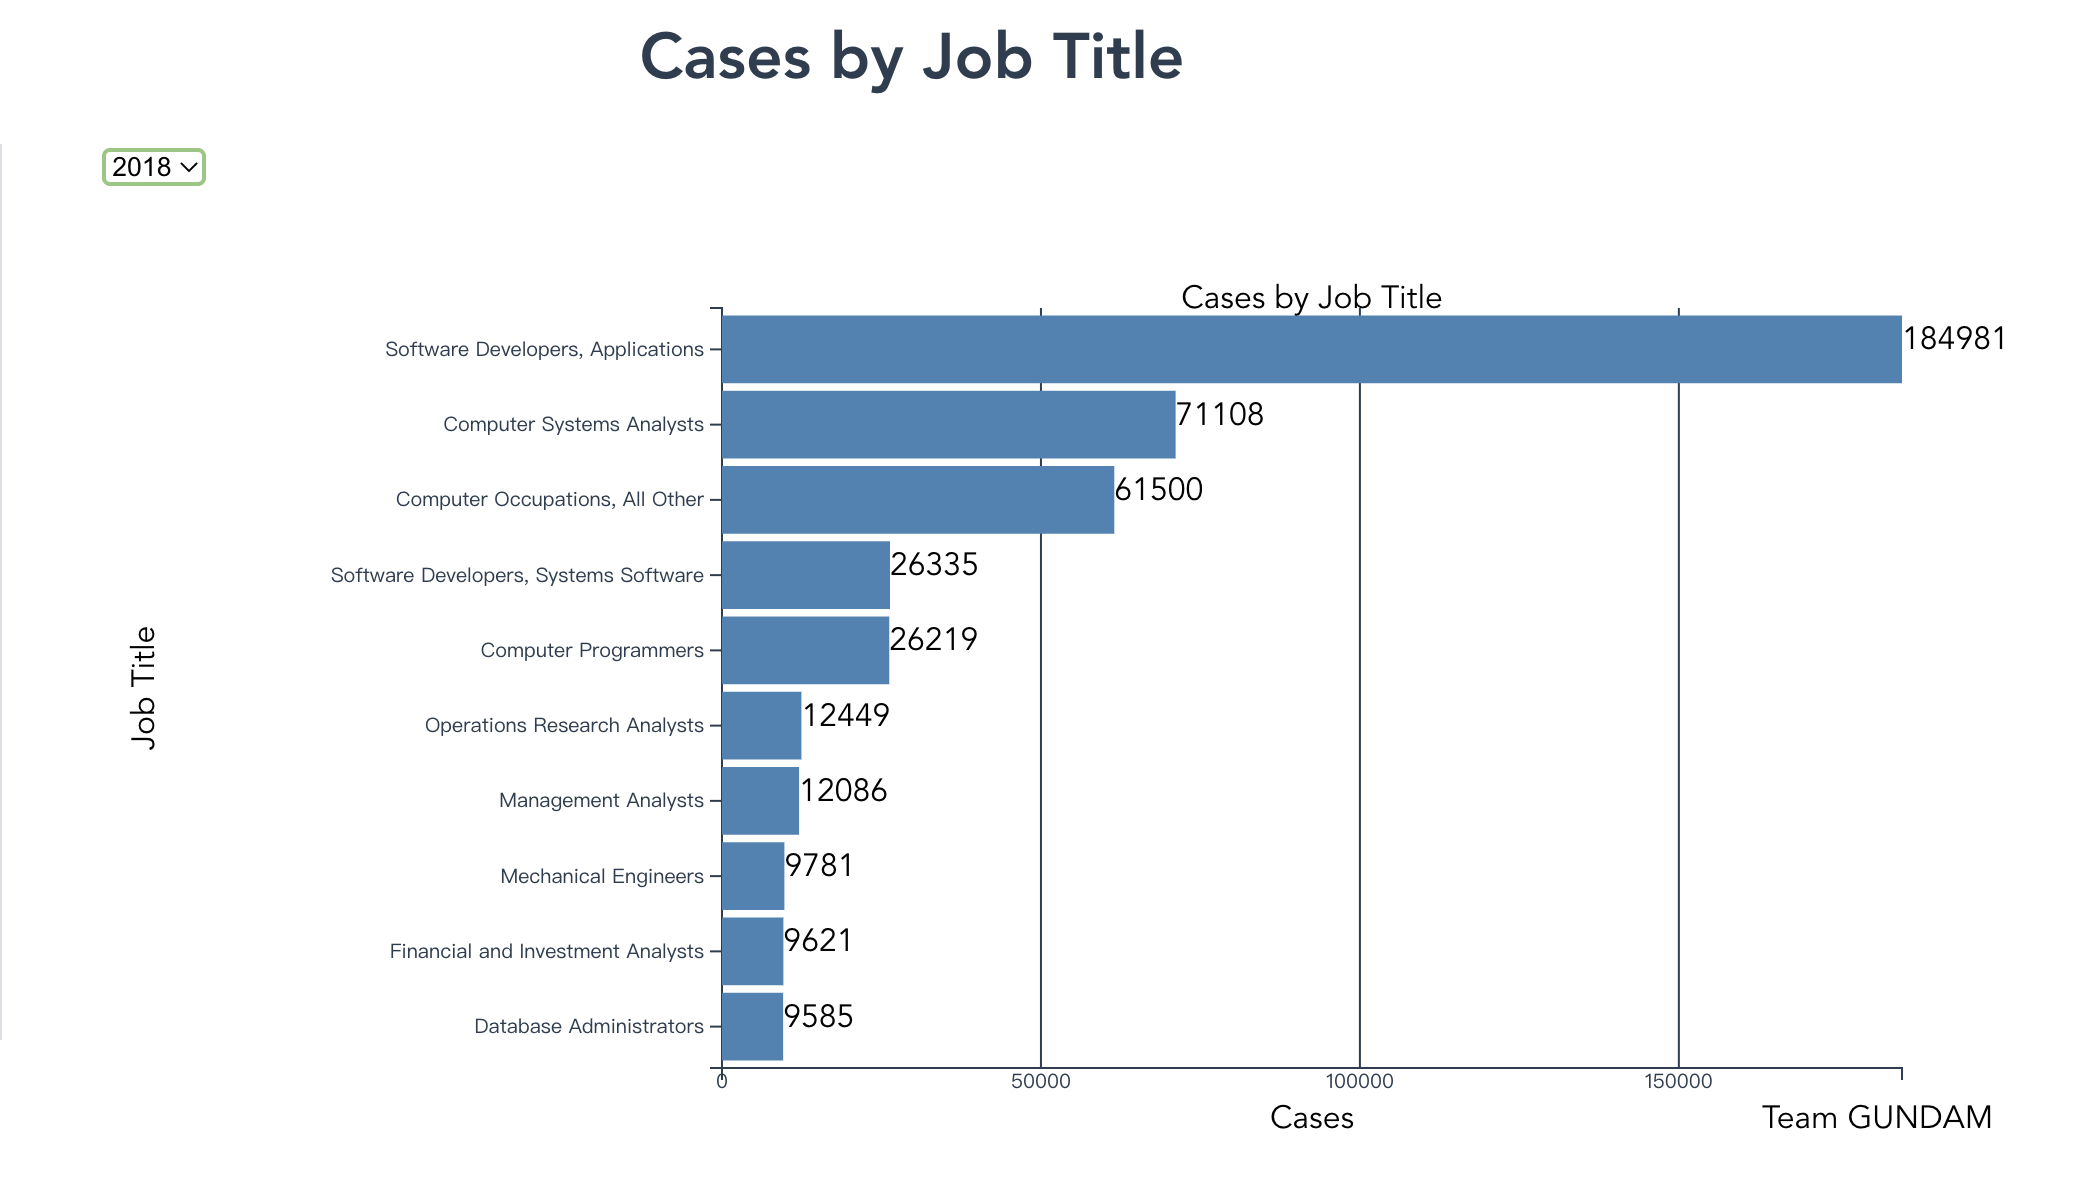 Cases by Job Title
2018
Cases by Job Title
Software Developers, Applications 184981
Computer Systems Analysts 71108
Computer Occupations, All Other 61500
Software Developers, Systems Software 26335
Computer Programmers 26219
Operations Research Analysts 12449
Management Analysts 12086
Mechanical Engineers 9781
Financial and Investment Analysts 9621
Database Administrators 9585
Job Title
0 50000 100000 150000
Cases
Team GUNDAM